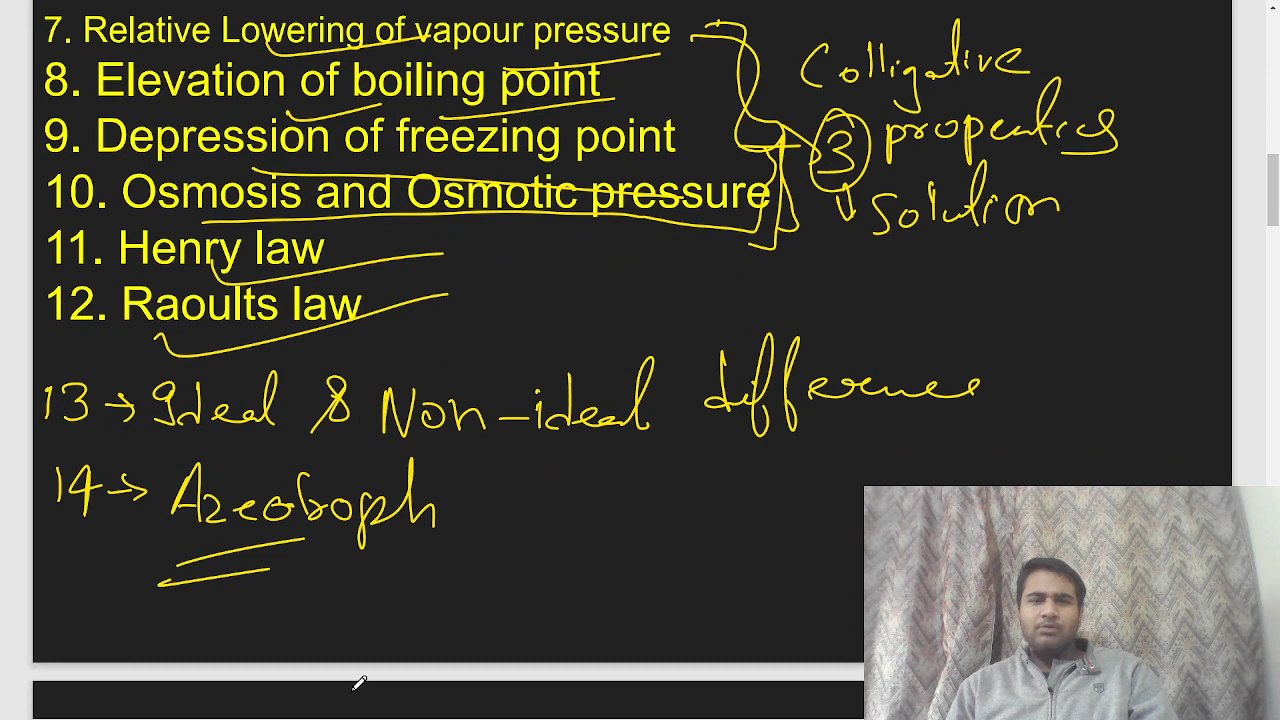 7. Relative Lowering of vapour pressure
8. Elevation of boiling point
9. Depression of freezing point
10. Osmosis and Osmotic pressure
11. Henry law
12. Raoults law
Colligative
3 properties
solution
13 → Ideal & Non-ideal difference
14 → Azeotroph